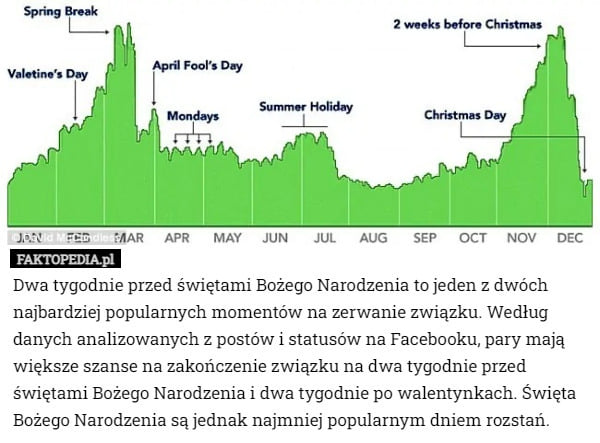 Spring Break
2 weeks before Christmas
Valetine's Day
April Fool's Day
Mondays
Summer Holiday
Christmas Day
JAN FEB MAR APR MAY JUN JUL AUG SEP OCT NOV DEC
FAKTOPEDIA.pl
Dwa tygodnie przed świętami Bożego Narodzenia to jeden z dwóch
najbardziej popularnych momentów na zerwanie związku. Według
danych analizowanych z postów i statusów na Facebooku, pary mają
większe szanse na zakończenie związku na dwa tygodnie przed
świętami Bożego Narodzenia i dwa tygodnie po walentynkach. Święta
Bożego Narodzenia są jednak najmniej popularnym dniem rozstań.